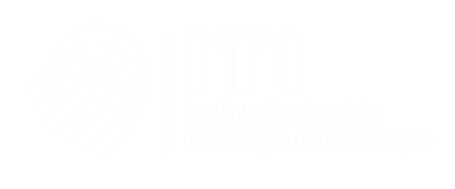 ITI
Instituto Nacional de
Tecnologia da Informação